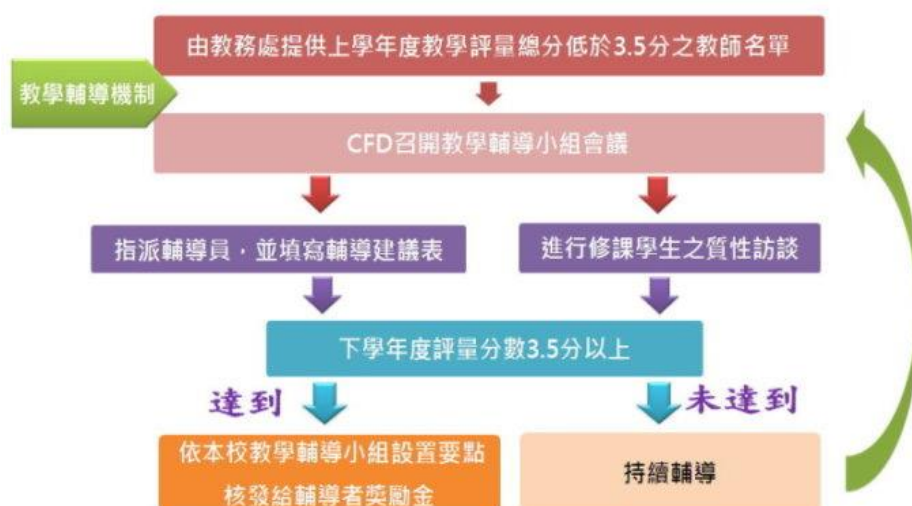 由教務處提供上學年度教學評量總分低於3.5分之教師名單
教學輔導機制
CFD召開教學輔導小組會議
指派輔導員，並填寫輔導建議表
進行修課學生之質性訪談
下學年度評量分數3.5分以上
達到
未達到
依本校教學輔導小組設置要點
核發給輔導者獎勵金
持續輔導